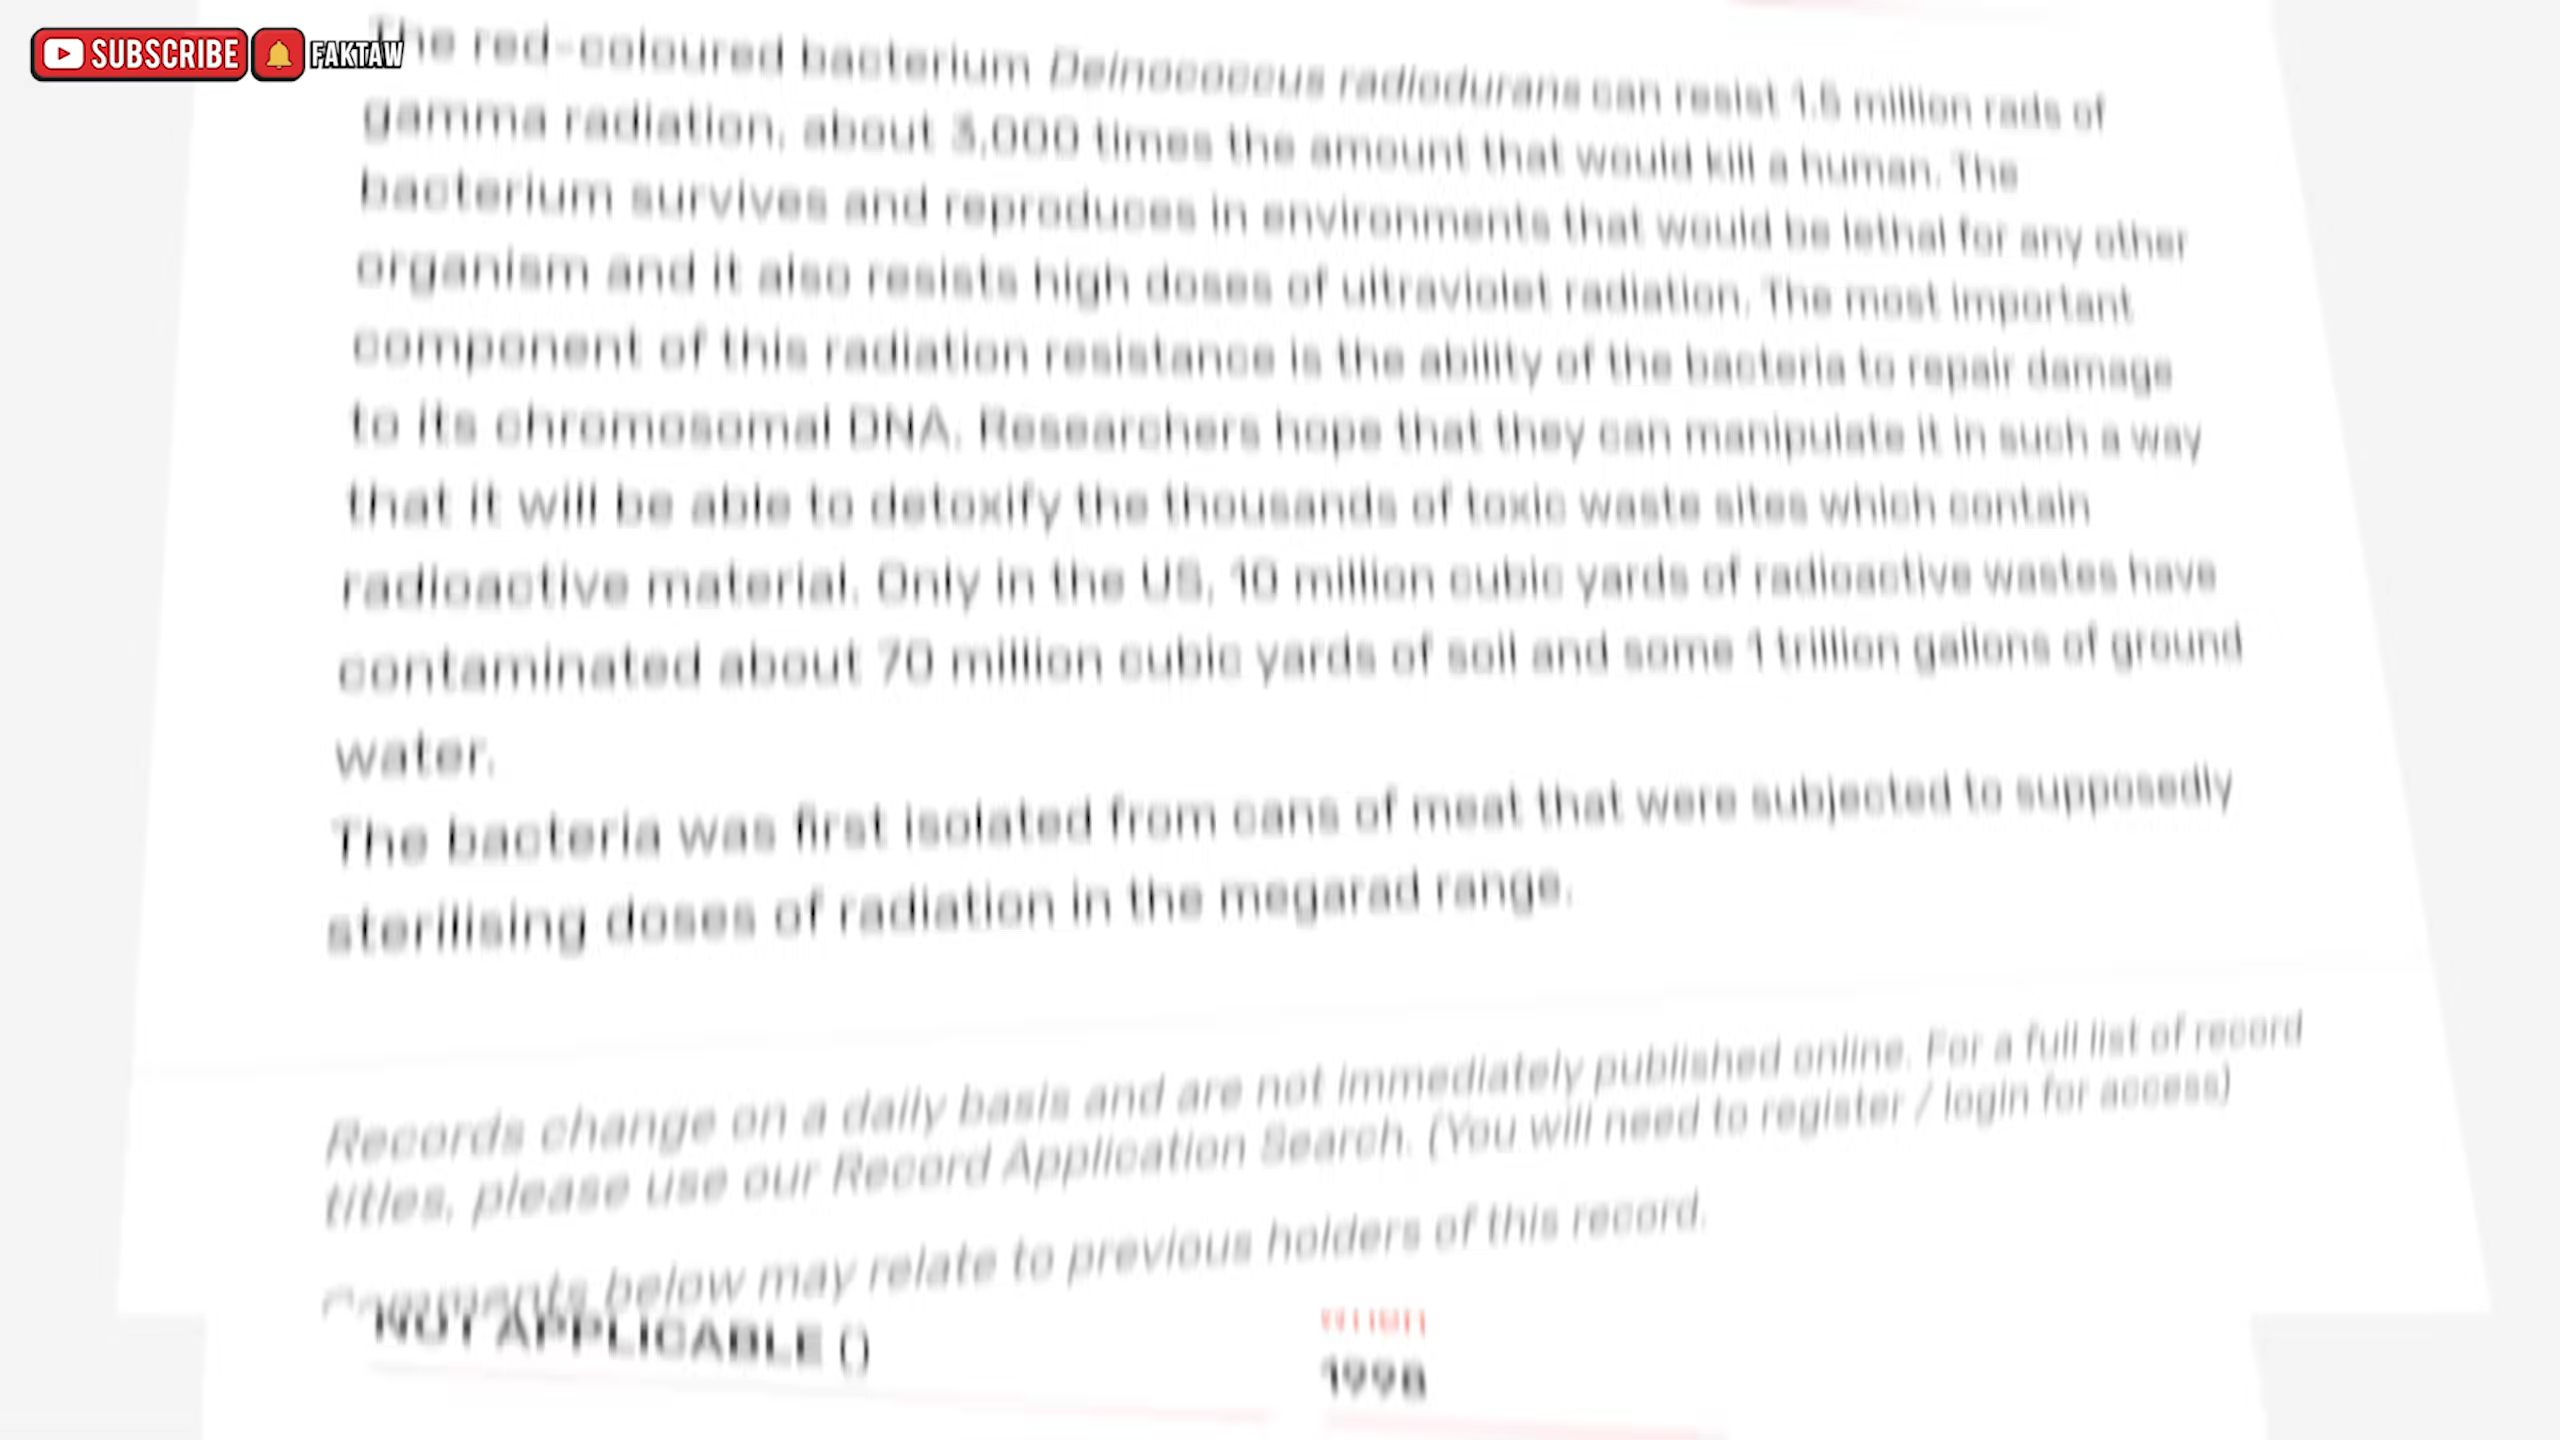 SUBSCRIBE FAKTAW
The red-coloured bacterium Deinococcus radiodurans can resist 1.5 million rads of
gamma radiation, about 3,000 times the amount that would kill a human. The
bacterium survives and reproduces in environments that would be lethal for any other
organism and it also resists high doses of ultraviolet radiation. The most important
component of this radiation resistance is the ability of the bacteria to repair damage
to its chromosomal DNA. Researchers hope that they can manipulate it in such a way
that it will be able to detoxify the thousands of toxic waste sites which contain
radioactive material. Only in the US, 10 million cubic yards of radioactive wastes have
contaminated about 70 million cubic yards of soil and some 1 trillion gallons of ground
water.
The bacteria was first isolated from cans of meat that were subjected to supposedly
sterilising doses of radiation in the megarad range.
Records change on a daily basis and are not immediately published online. For a full list of record
titles, please use our Record Application Search. (You will need to register / login for access)
Comments below may relate to previous holders of this record.
NOT APPLICABLE ()
1998